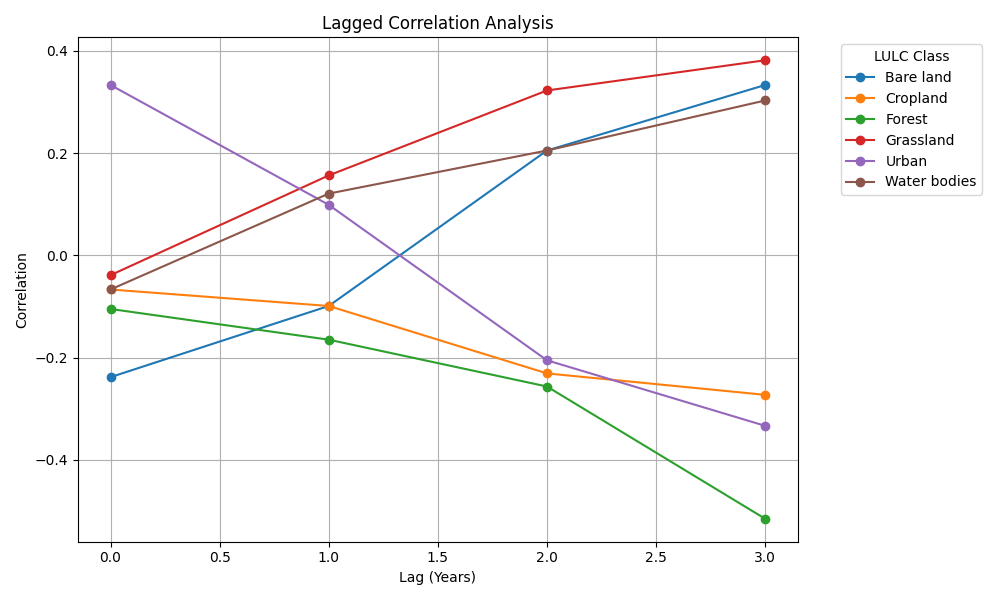 Lagged Correlation Analysis
LULC Class
Bare land
Cropland
Forest
Grassland
Urban
Water bodies
Correlation
0.4
0.2
0.0
−0.2
−0.4
0.0 0.5 1.0 1.5 2.0 2.5 3.0
Lag (Years)